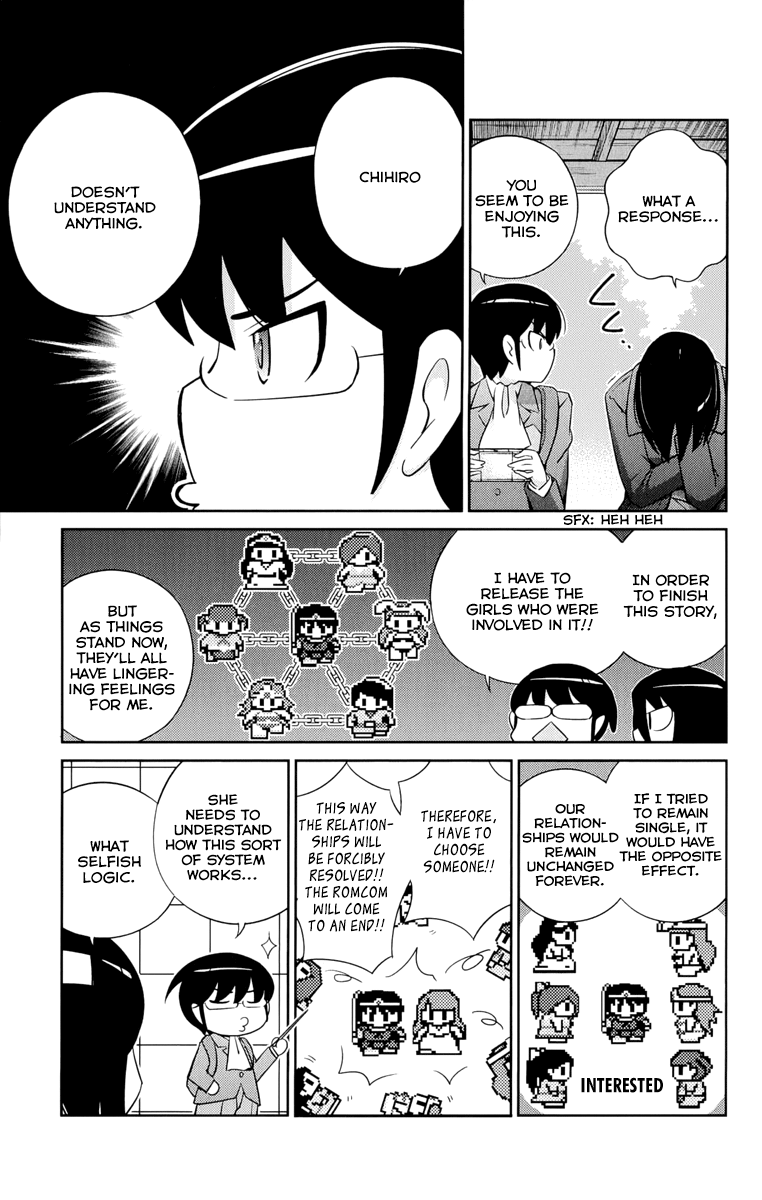 WHAT A
RESPONSE...
YOU
SEEM TO BE
ENJOYING
THIS.
SFX: HEH HEH
CHIHIRO
DOESN'T
UNDERSTAND
ANYTHING.
IN ORDER
TO FINISH
THIS STORY,
I HAVE TO
RELEASE THE
GIRLS WHO WERE
INVOLVED IN IT!!
BUT
AS THINGS
STAND NOW,
THEY'LL ALL
HAVE LINGER-
ING FEELINGS
FOR ME.
IF I TRIED
TO REMAIN
SINGLE, IT
WOULD HAVE
THE OPPOSITE
EFFECT.
OUR
RELATION-
SHIPS WOULD
REMAIN
UNCHANGED
FOREVER.
INTERESTED
THEREFORE,
I HAVE TO
CHOOSE
SOMEONE!!
THIS WAY
THE RELATION-
SHIPS WILL
BE FORCIBLY
RESOLVED!!
THE ROMCOM
WILL COME
TO AN END!!
SHE
NEEDS TO
UNDERSTAND
HOW THIS SORT
OF SYSTEM
WORKS...
WHAT
SELFISH
LOGIC.